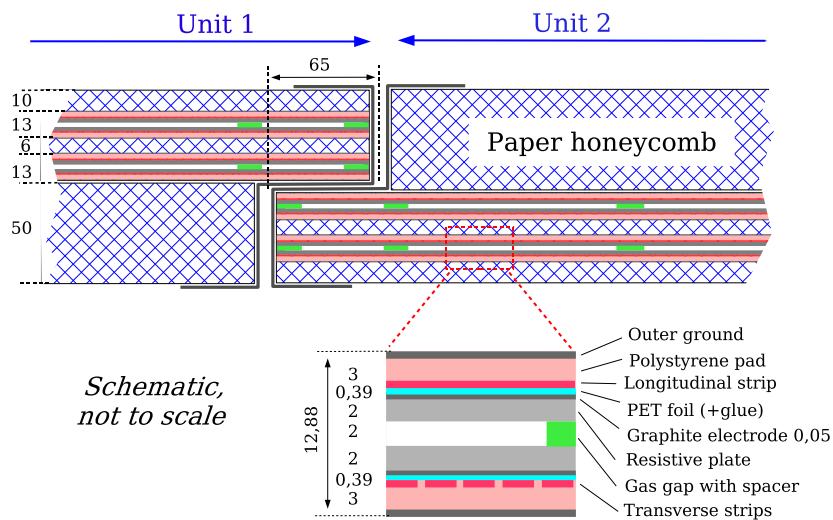 Unit 1
Unit 2
65
10
13
6
13
50
Paper honeycomb
Schematic,
not to scale
12,88
3
0,39
2
2
2
0,39
3
Outer ground
Polystyrene pad
Longitudinal strip
PET foil (+glue)
Graphite electrode 0,05
Resistive plate
Gas gap with spacer
Transverse strips